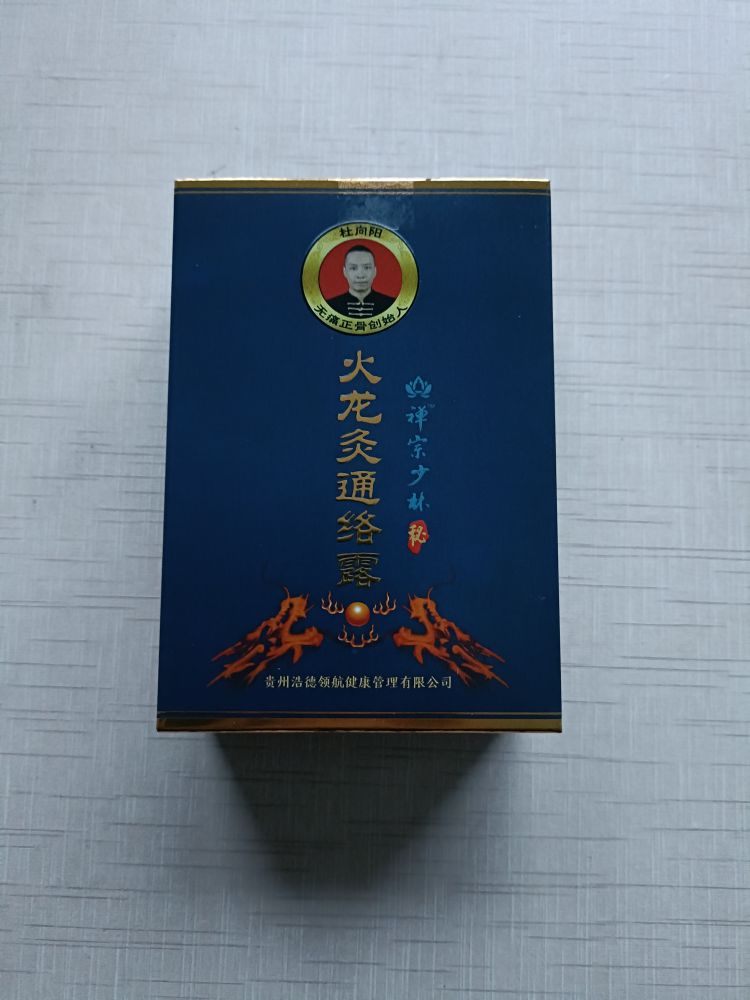 杜向阳
无痛正骨创始人
火龙灸通络露
禅宗少林
秘
贵州浩德领航健康管理有限公司